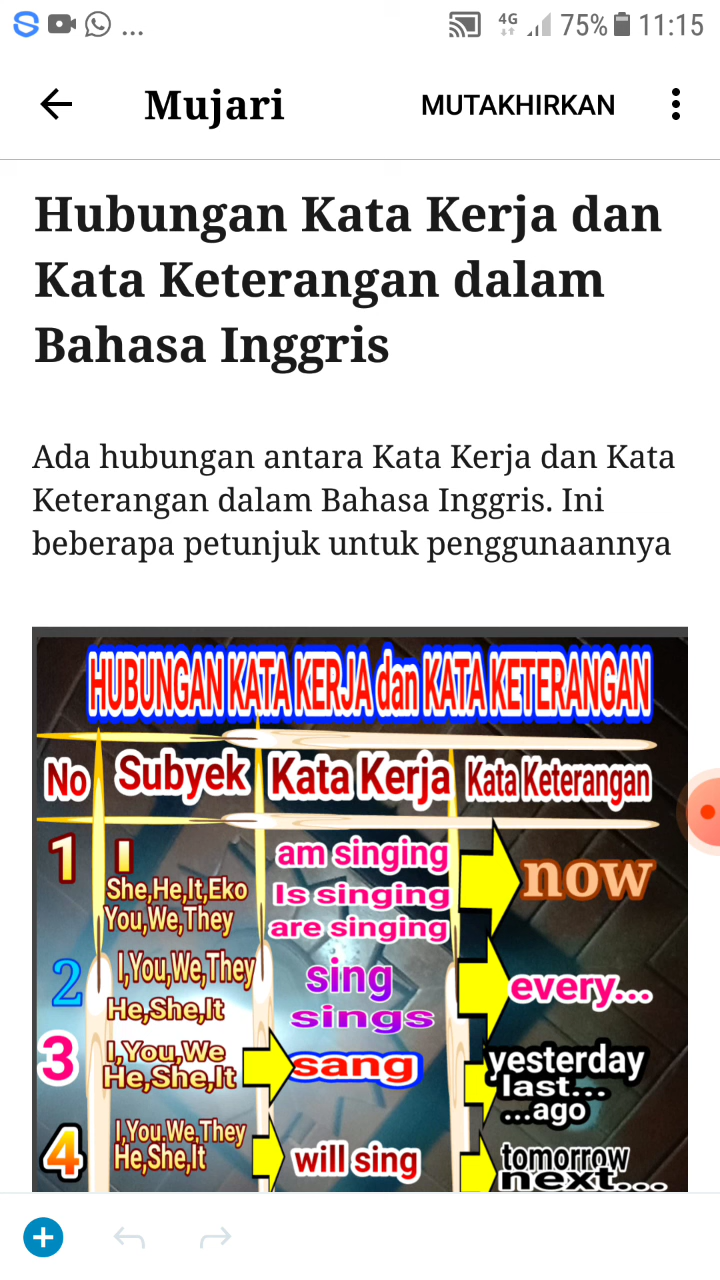 ... 4G 75% 11:15
Mujari MUTAKHIRKAN
Hubungan Kata Kerja dan
Kata Keterangan dalam
Bahasa Inggris
Ada hubungan antara Kata Kerja dan Kata
Keterangan dalam Bahasa Inggris. Ini
beberapa petunjuk untuk penggunaannya
HUBUNGAN KATA KERJA dan KATA KETERANGAN
No Subyek Kata Kerja Kata Keterangan
1 I am singing now
She,He,It,Eko Is singing
You,We,They are singing
2 I,You,We,They sing every...
He,She,It sings
3 I,You,We sang yesterday
He,She,It last...
...ago
4 I,You,We,They will sing tomorrow
He,She,It next....